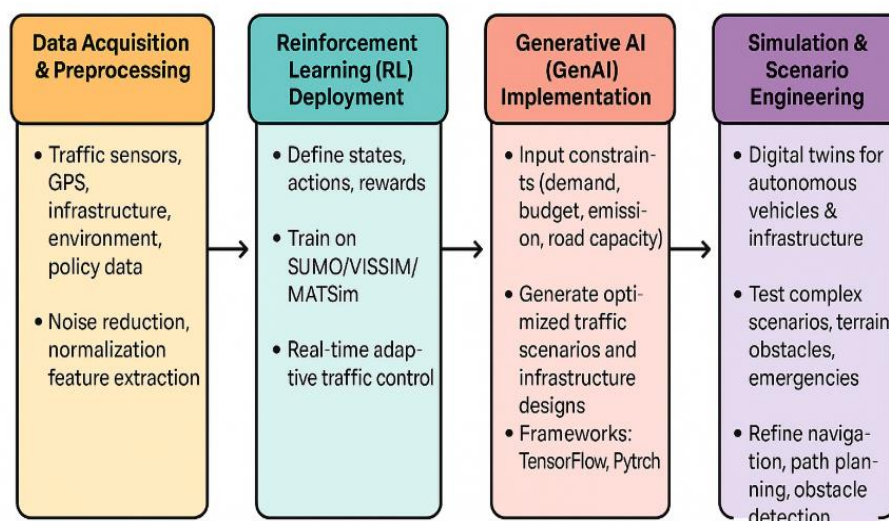 Data Acquisition
& Preprocessing
• Traffic sensors,
GPS,
infrastructure,
environment,
policy data
• Noise reduction,
normalization
feature extraction
Reinforcement
Learning (RL)
Deployment
• Define states,
actions, rewards
• Train on
SUMO/VISSIM/
MATSim
• Real-time adap-
tive traffic control
Generative AI
(GenAI)
Implementation
• Input constrain-
ts (demand,
budget, emissi-
on, road capacity)
• Generate opti-
mized traffic
scenarios and
infrastructure
designs
• Frameworks:
TensorFlow, Pytrch
Simulation &
Scenario
Engineering
• Digital twins for
autonomous
vehicles &
infrastructure
• Test complex
scenarios, terrain
obstacles,
emergencies
• Refine naviga-
tion, path plan-
ning, obstacle
detection